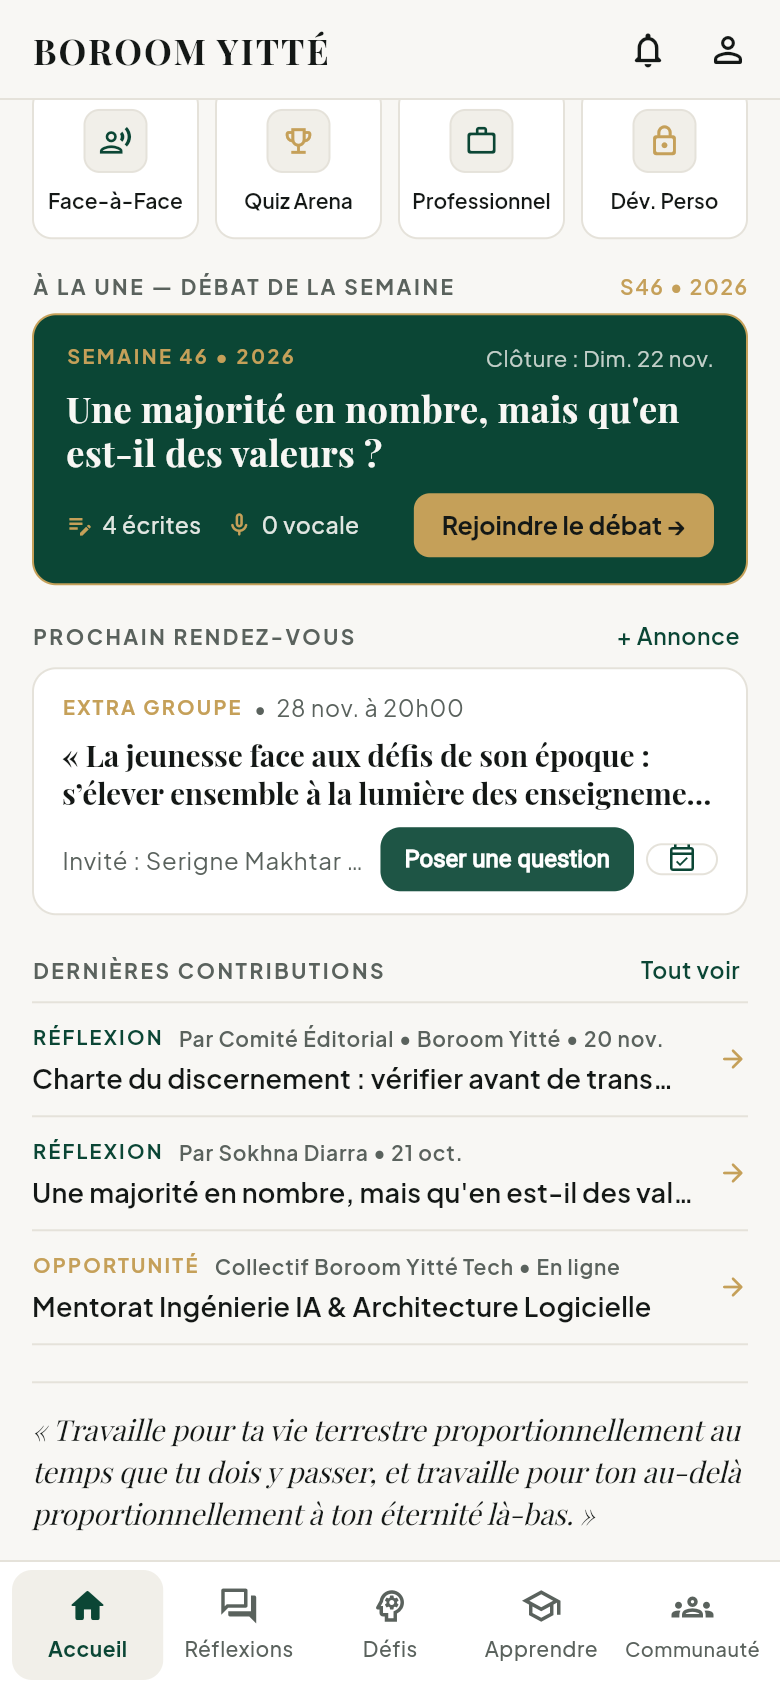 BOROOM YITTÉ
Face-à-Face
Quiz Arena
Professionnel
Dév. Perso
À LA UNE — DÉBAT DE LA SEMAINE
S46 • 2026
SEMAINE 46 • 2026
Clôture : Dim. 22 nov.
Une majorité en nombre, mais qu'en
est-il des valeurs ?
4 écrites
0 vocale
Rejoindre le débat →
PROCHAIN RENDEZ-VOUS
+ Annonce
EXTRA GROUPE • 28 nov. à 20h00
« La jeunesse face aux défis de son époque :
s’élever ensemble à la lumière des enseigneme...
Invité : Serigne Makhtar ...
Poser une question
DERNIÈRES CONTRIBUTIONS
Tout voir
RÉFLEXION Par Comité Éditorial • Boroom Yitté • 20 nov.
Charte du discernement : vérifier avant de trans...
RÉFLEXION Par Sokhna Diarra • 21 oct.
Une majorité en nombre, mais qu'en est-il des val...
OPPORTUNITÉ Collectif Boroom Yitté Tech • En ligne
Mentorat Ingénierie IA & Architecture Logicielle
« Travaille pour ta vie terrestre proportionnellement au
temps que tu dois y passer, et travaille pour ton au-delà
proportionnellement à ton éternité là-bas. »
Accueil
Réflexions
Défis
Apprendre
Communauté